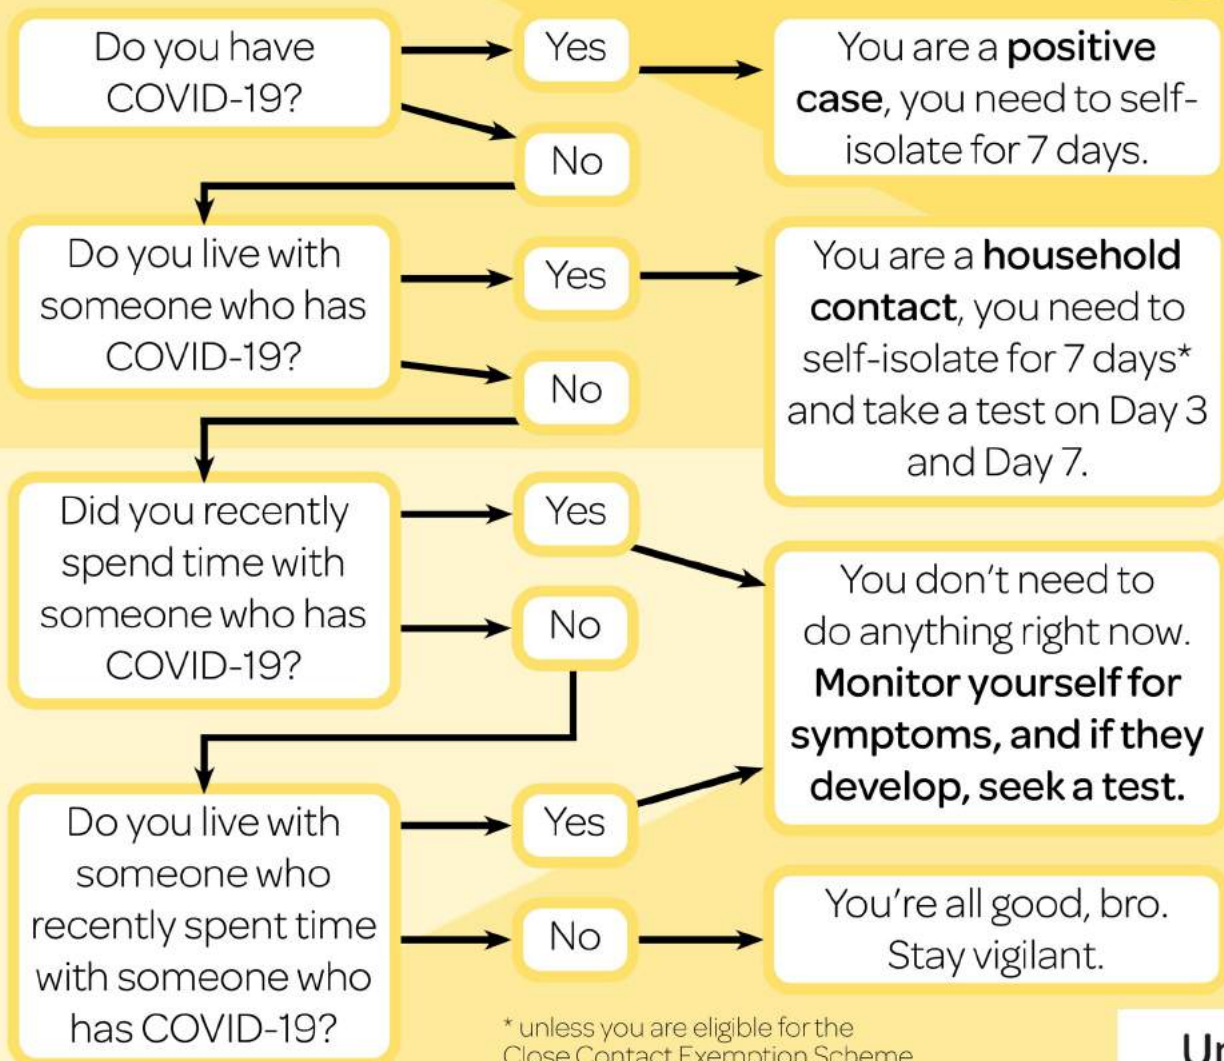 Do you have
COVID-19?
Yes
No
You are a positive
case, you need to self-
isolate for 7 days.
Do you live with
someone who has
COVID-19?
Yes
No
You are a household
contact, you need to
self-isolate for 7 days*
and take a test on Day 3
and Day 7.
Did you recently
spend time with
someone who has
COVID-19?
Yes
No
You don't need to
do anything right now.
Monitor yourself for
symptoms, and if they
develop, seek a test.
Do you live with
someone who
recently spent time
with someone who
has COVID-19?
Yes
No
You're all good, bro.
Stay vigilant.
* unless you are eligible for the
Close Contact Exemption Scheme